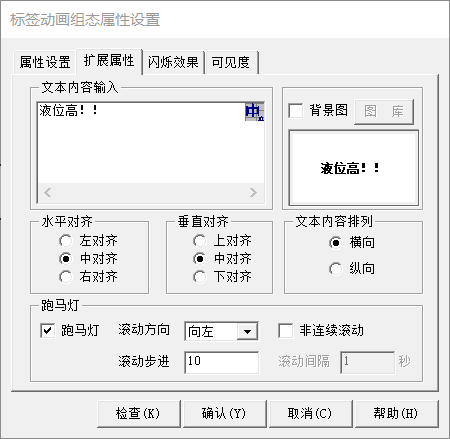 标签动画组态属性设置
属性设置 扩展属性 闪烁效果 可见度
文本内容输入
液位高！！
中
背景图 图 库
液位高！！
水平对齐 垂直对齐 文本内容排列
左对齐 上对齐 横向
中对齐 中对齐
右对齐 下对齐 纵向
跑马灯
跑马灯 滚动方向 向左 非连续滚动
滚动步进 10 滚动间隔 1 秒
检查(K) 确认(Y) 取消(C) 帮助(H)